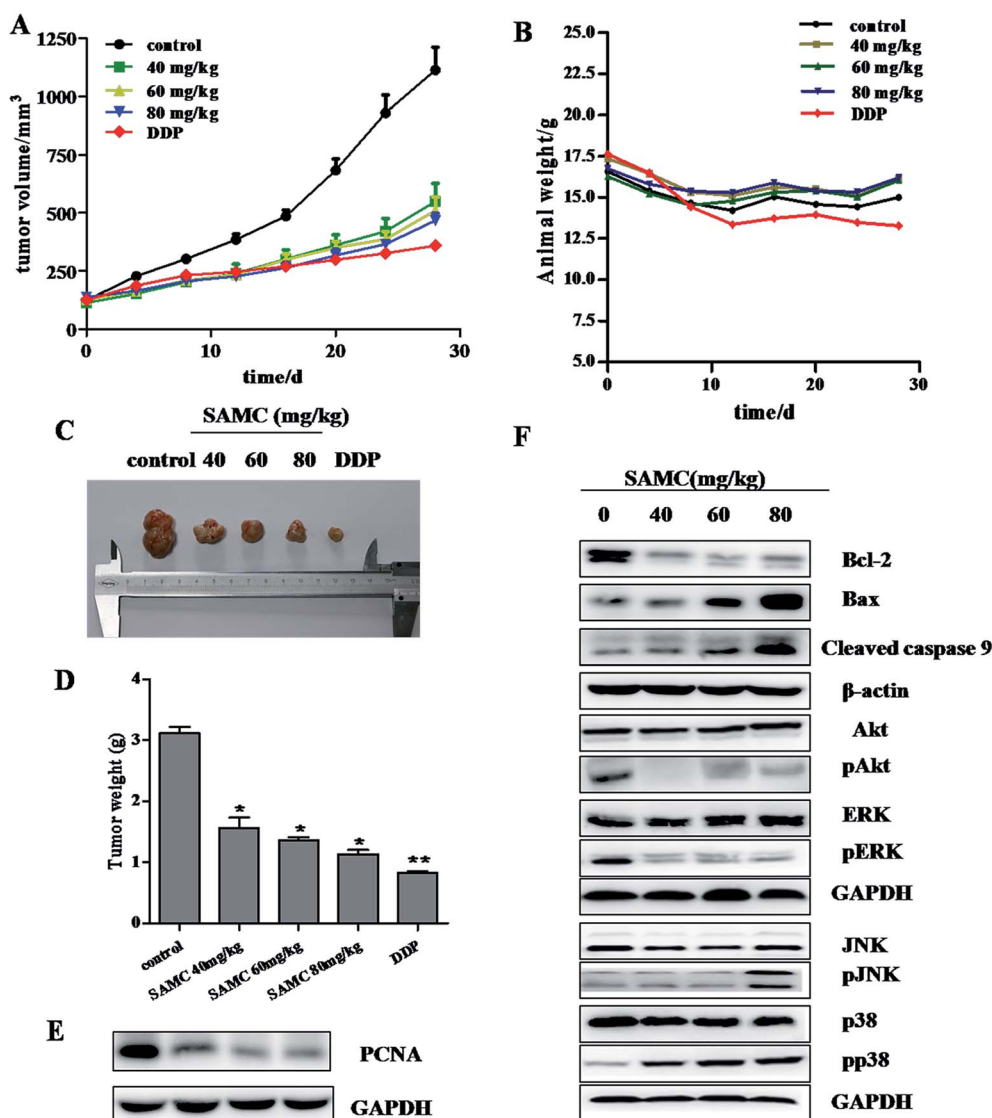 A
1250
1000
750
500
250
0
tumor volume/mm³
0 10 20 30
time/d
control
40 mg/kg
60 mg/kg
80 mg/kg
DDP
B
25.0
22.5
20.0
17.5
15.0
12.5
10.0
7.5
5.0
Animal weight/g
0 10 20 30
time/d
control
40 mg/kg
60 mg/kg
80 mg/kg
DDP
C
SAMC (mg/kg)
control 40 60 80 DDP
D
4
3
2
1
0
Tumor weight (g)
* * * **
control
SAMC 40mg/kg
SAMC 60mg/kg
SAMC 80mg/kg
DDP
E
PCNA
GAPDH
F
SAMC(mg/kg)
0 40 60 80
Bcl-2
Bax
Cleaved caspase 9
β-actin
Akt
pAkt
ERK
pERK
GAPDH
JNK
pJNK
p38
pp38
GAPDH